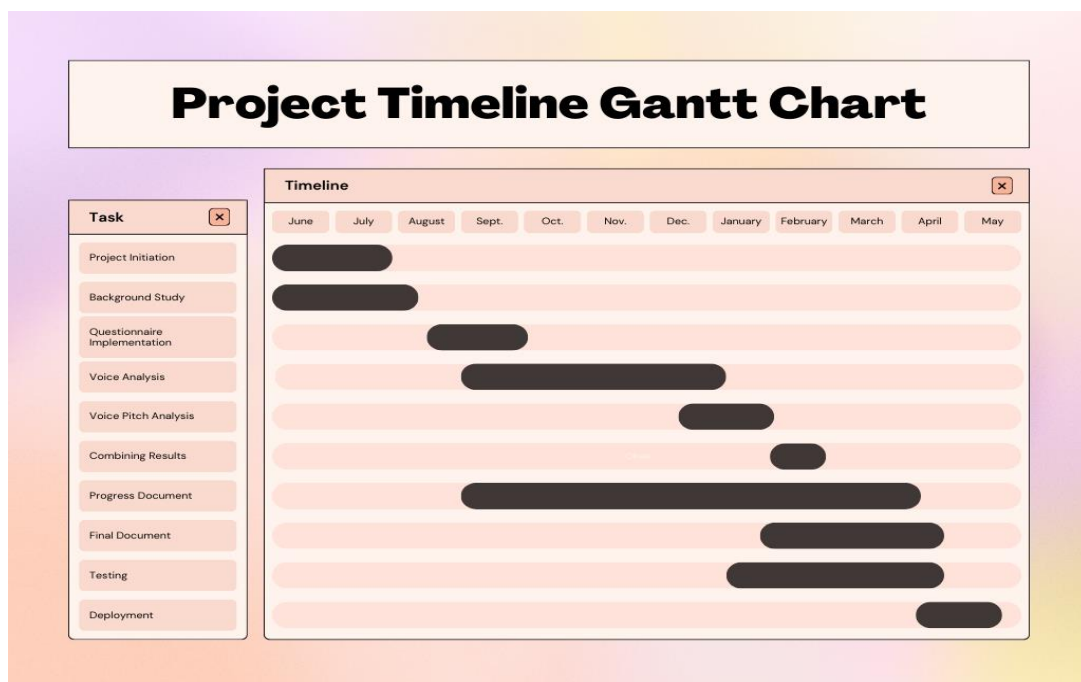 Project Timeline Gantt Chart
Timeline
Task
June July August Sept. Oct. Nov. Dec. January February March April May
Project Initiation
Background Study
Questionnaire
Implementation
Voice Analysis
Voice Pitch Analysis
Combining Results
Progress Document
Final Document
Testing
Deployment